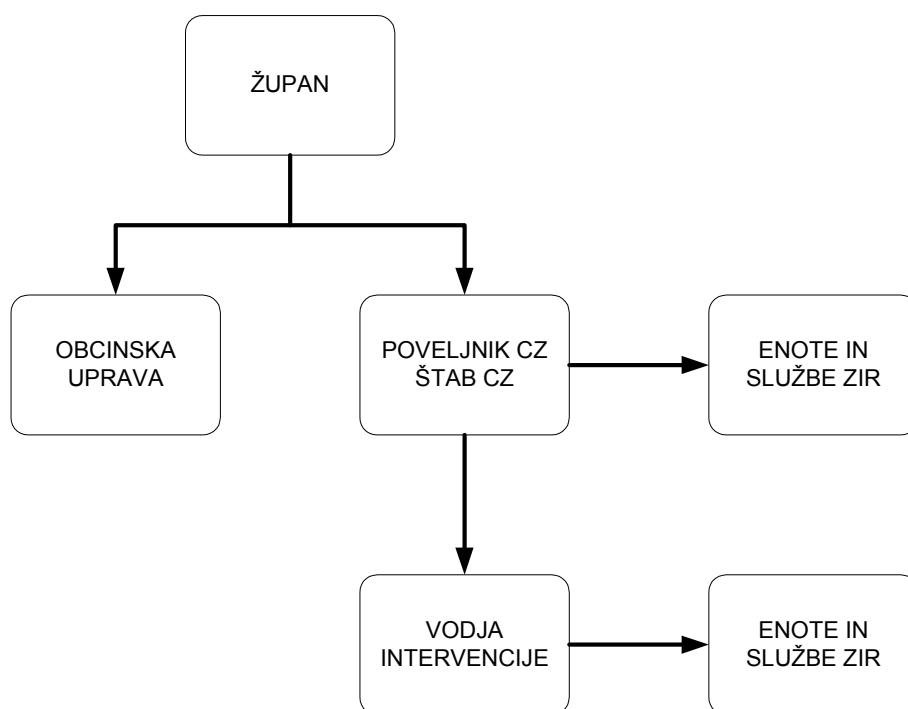 ŽUPAN
OBCINSKA
UPRAVA
POVELJNIK CZ
ŠTAB CZ
ENOTE IN
SLUŽBE ZIR
VODJA
INTERVENCIJE
ENOTE IN
SLUŽBE ZIR